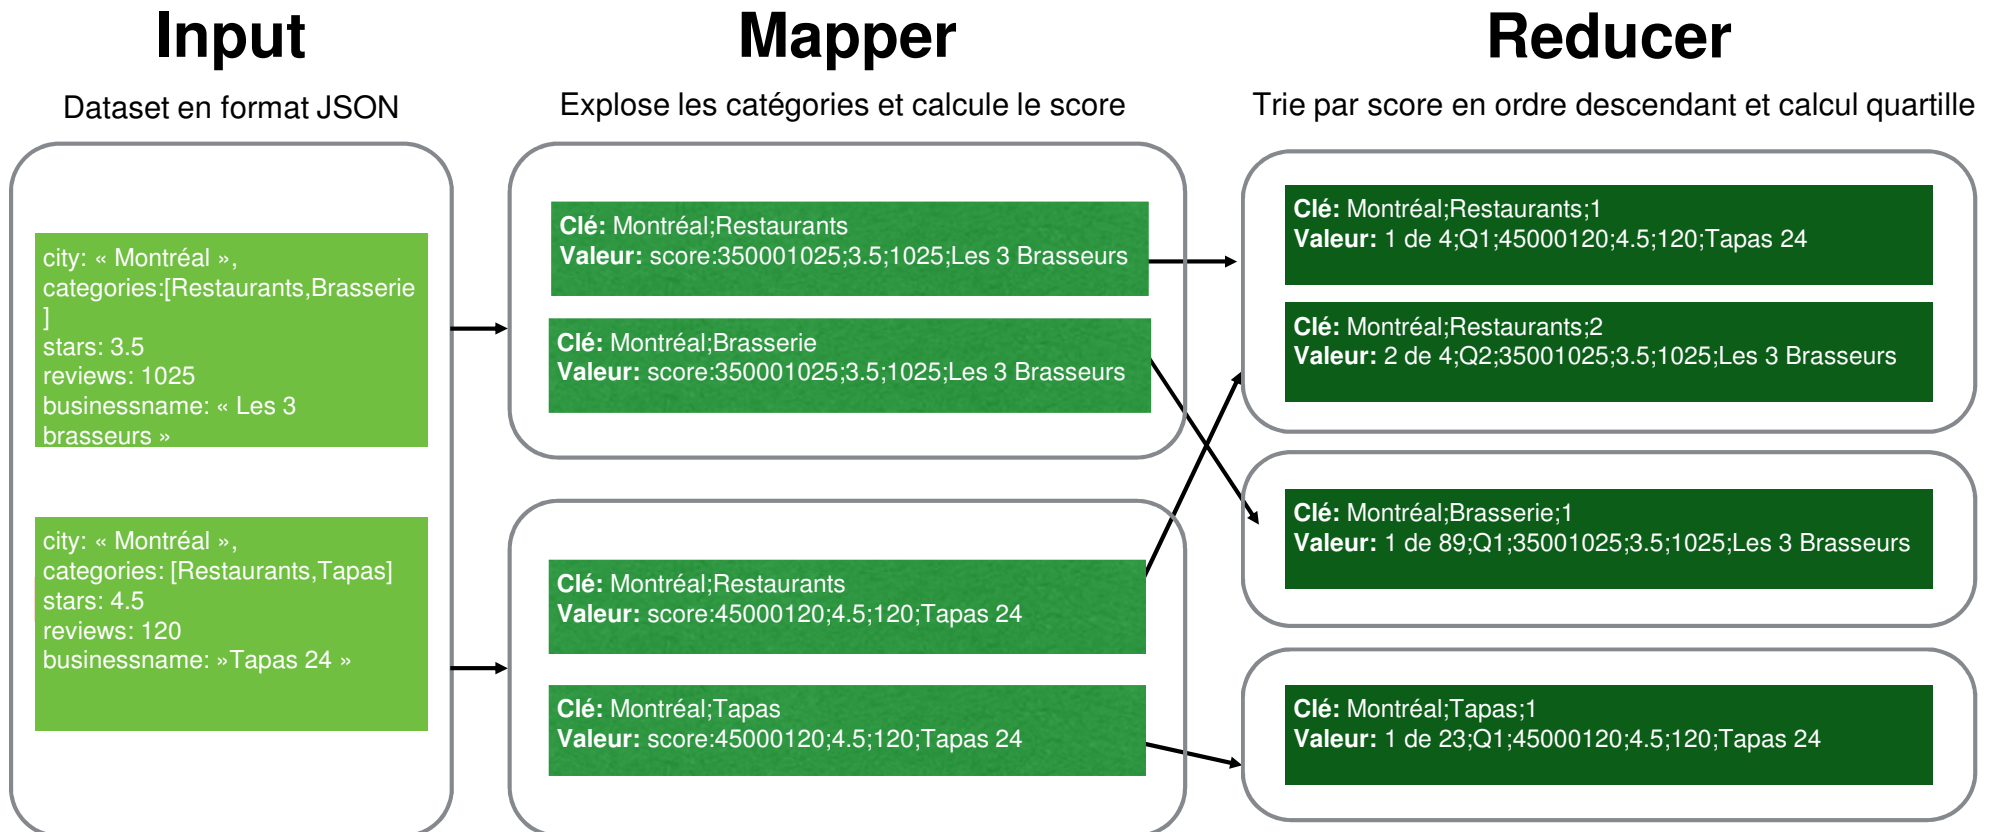 Input
Dataset en format JSON
city: « Montréal »,
categories:[Restaurants,Brasserie
]
stars: 3.5
reviews: 1025
businessname: « Les 3
brasseurs »
city: « Montréal »,
categories: [Restaurants,Tapas]
stars: 4.5
reviews: 120
businessname: »Tapas 24 »
Mapper
Explose les catégories et calcule le score
Clé: Montréal;Restaurants
Valeur: score:350001025;3.5;1025;Les 3 Brasseurs
Clé: Montréal;Brasserie
Valeur: score:350001025;3.5;1025;Les 3 Brasseurs
Clé: Montréal;Restaurants
Valeur: score:45000120;4.5;120;Tapas 24
Clé: Montréal;Tapas
Valeur: score:45000120;4.5;120;Tapas 24
Reducer
Trie par score en ordre descendant et calcul quartille
Clé: Montréal;Restaurants;1
Valeur: 1 de 4;Q1;45000120;4.5;120;Tapas 24
Clé: Montréal;Restaurants;2
Valeur: 2 de 4;Q2;35001025;3.5;1025;Les 3 Brasseurs
Clé: Montréal;Brasserie;1
Valeur: 1 de 89;Q1;35001025;3.5;1025;Les 3 Brasseurs
Clé: Montréal;Tapas;1
Valeur: 1 de 23;Q1;45000120;4.5;120;Tapas 24